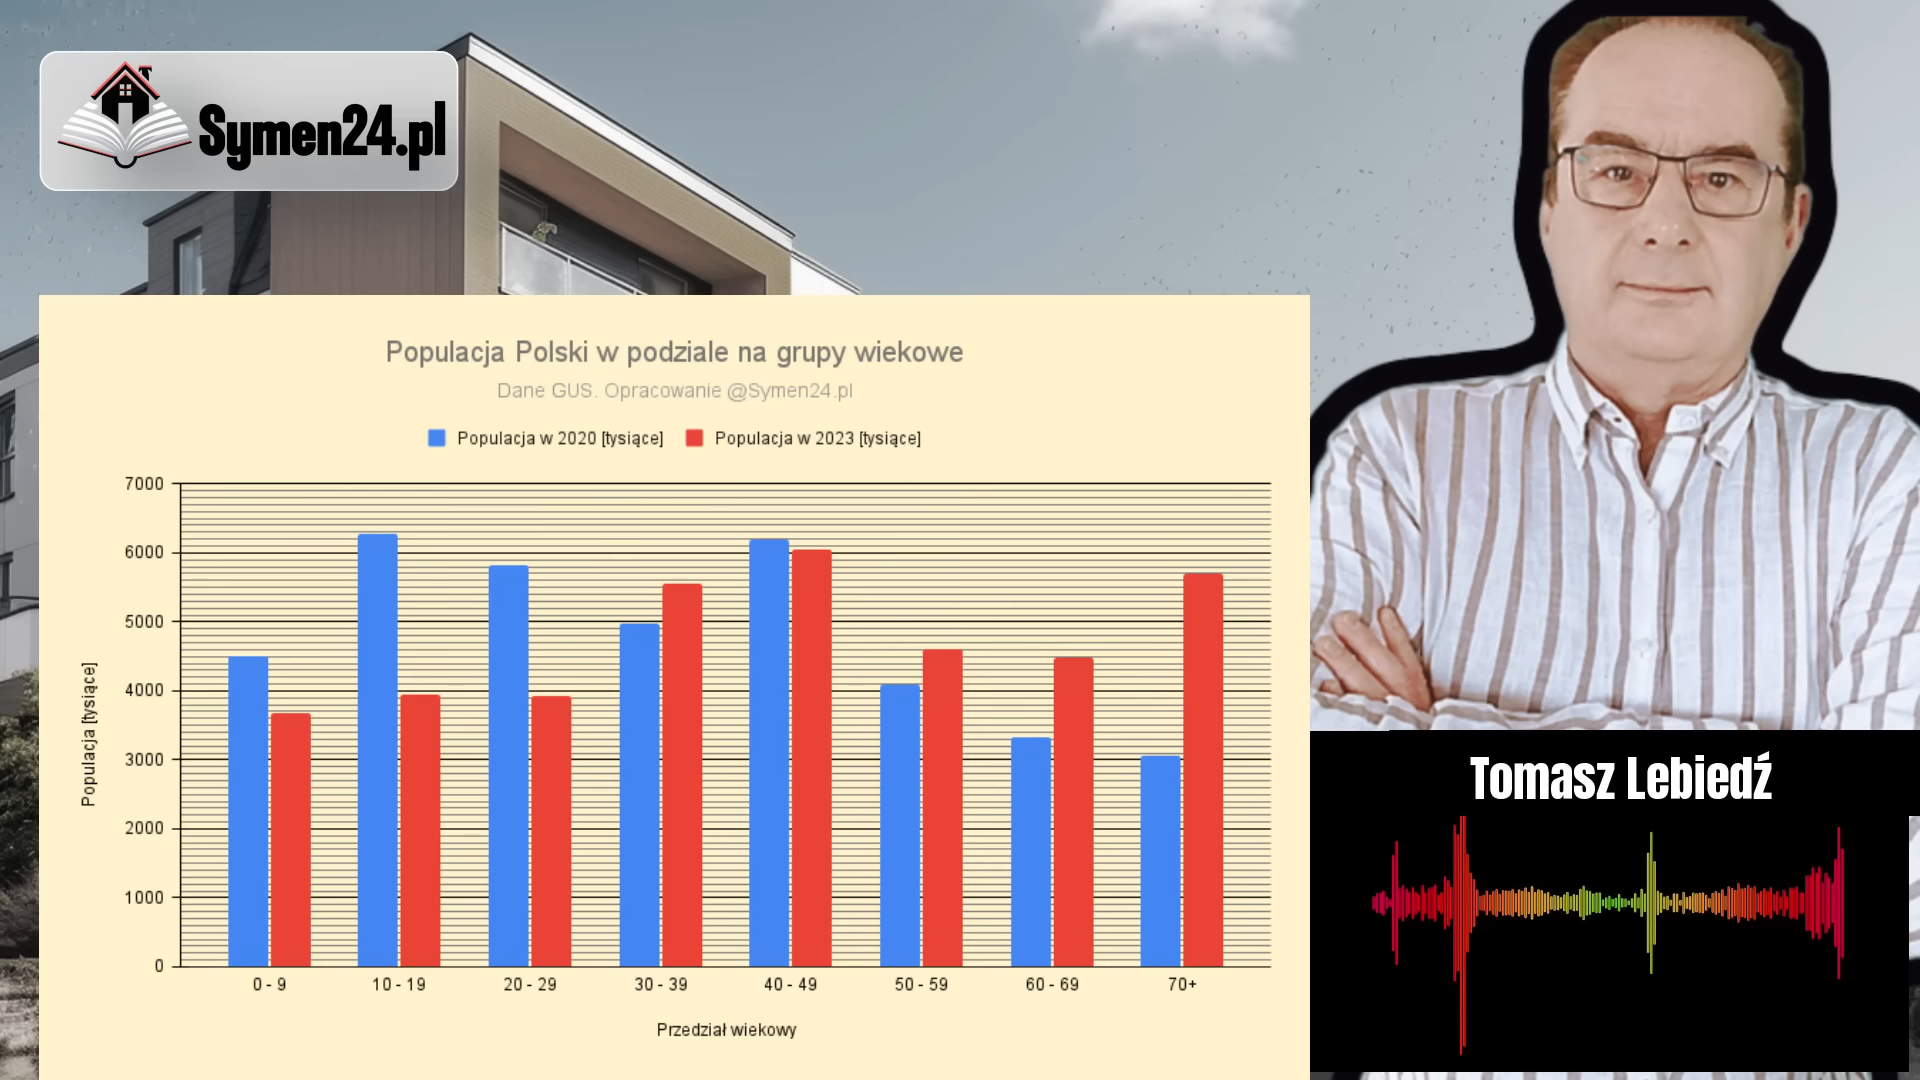 Symen24.pl
Populacja Polski w podziale na grupy wiekowe
Dane GUS. Opracowanie @Symen24.pl
Populacja w 2020 [tysiące] Populacja w 2023 [tysiące]
7000
6000
5000
4000
3000
2000
1000
0
Populacja [tysiące]
0 - 9 10 - 19 20 - 29 30 - 39 40 - 49 50 - 59 60 - 69 70+
Przedział wiekowy
Tomasz Lebiedź